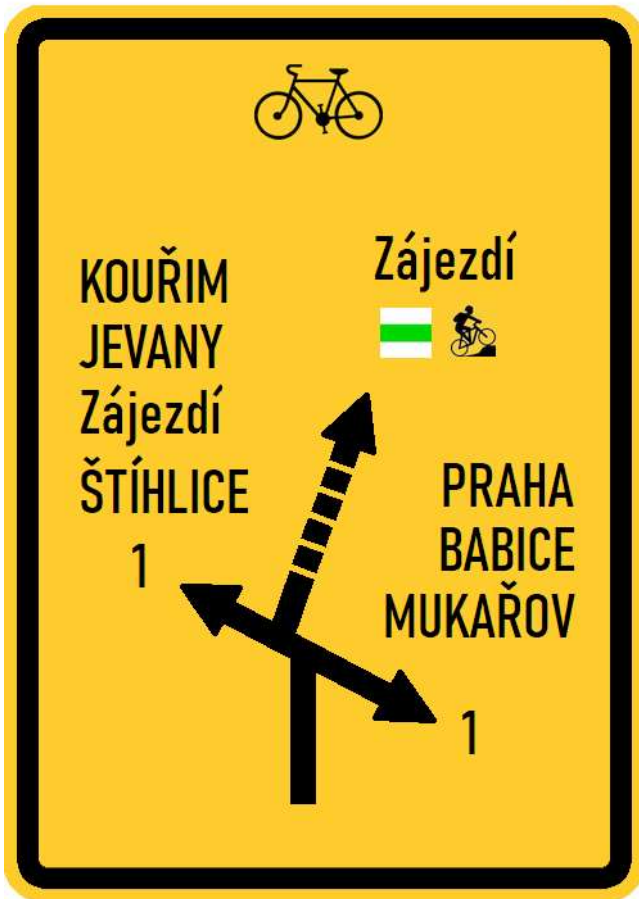 Zájezdí
KOUŘIM
JEVANY
Zájezdí
ŠTÍHLICE
1
PRAHA
BABICE
MUKAŘOV
1